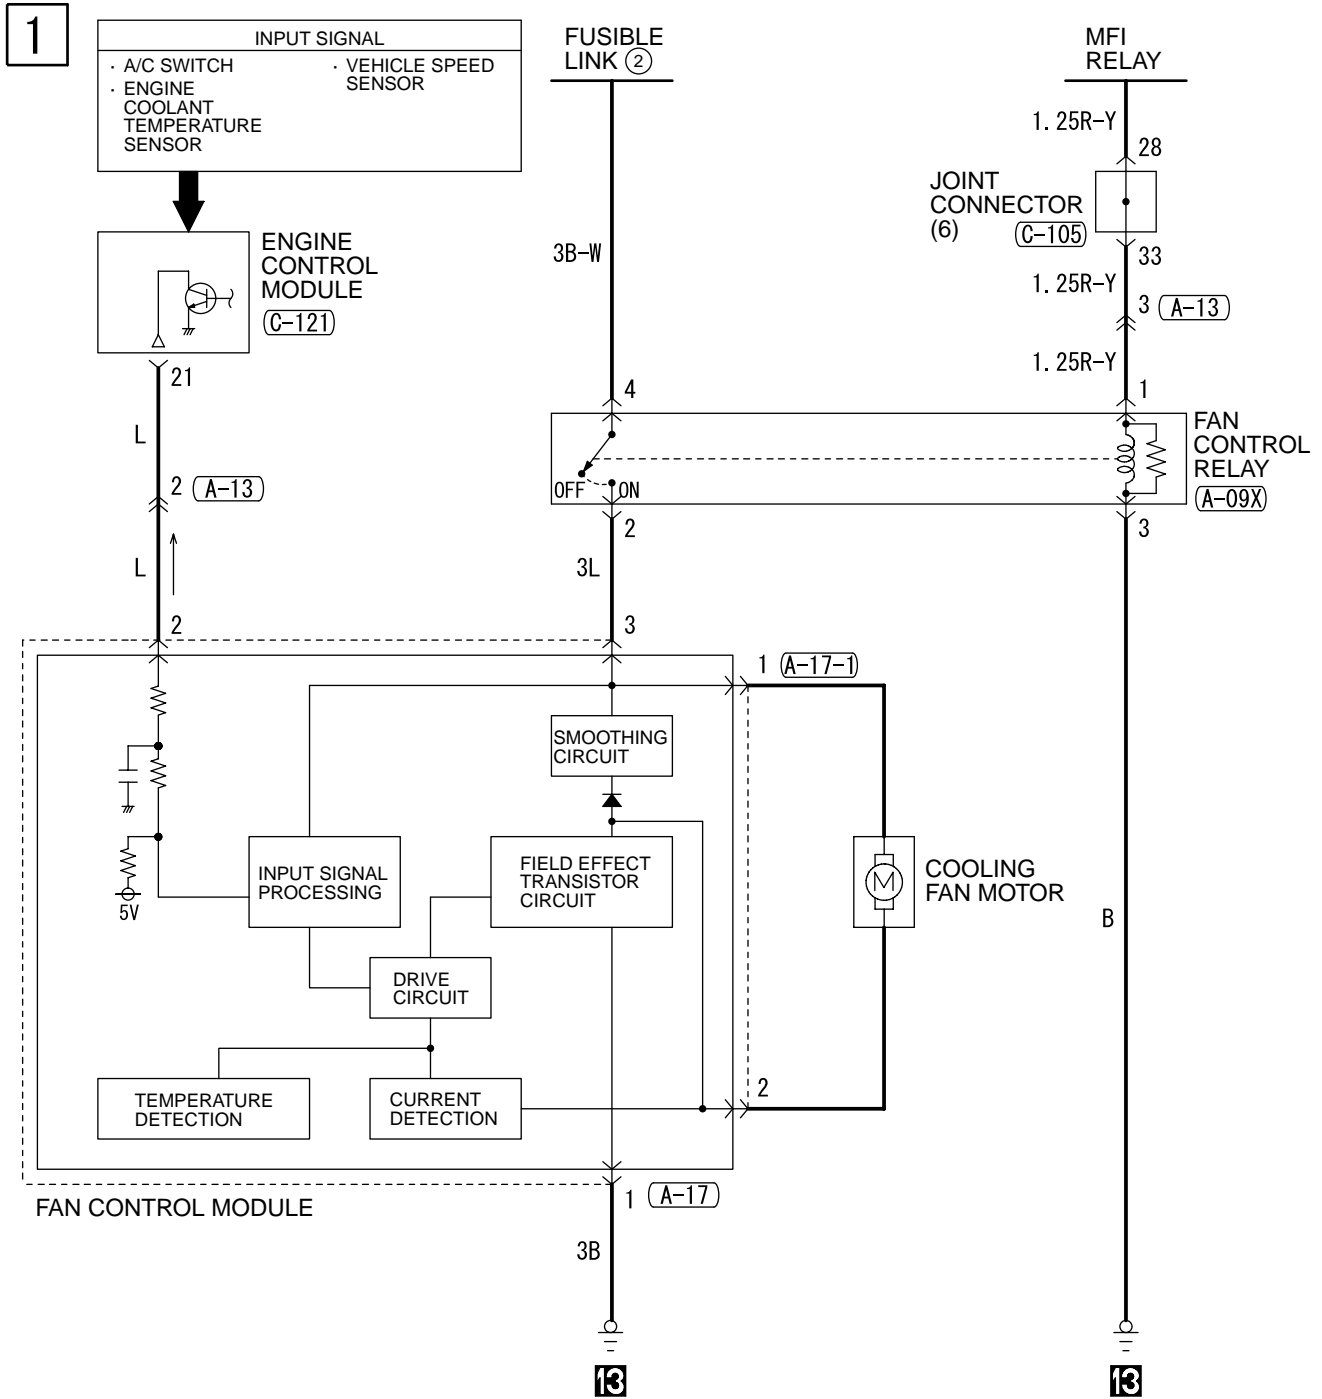 1
INPUT SIGNAL
· A/C SWITCH
· ENGINE
COOLANT
TEMPERATURE
SENSOR
· VEHICLE SPEED
SENSOR
FUSIBLE
LINK ②
MFI
RELAY
1.25R-Y
28
JOINT
CONNECTOR
(6)
C-105
33
1.25R-Y
3 A-13
1.25R-Y
1
ENGINE
CONTROL
MODULE
C-121
21
L
2 A-13
L
2
3B-W
4
OFF
ON
FAN
CONTROL
RELAY
A-09X
2
3
3L
3
1 A-17-1
SMOOTHING
CIRCUIT
5V
INPUT SIGNAL
PROCESSING
FIELD EFFECT
TRANSISTOR
CIRCUIT
M
COOLING
FAN MOTOR
B
DRIVE
CIRCUIT
TEMPERATURE
DETECTION
CURRENT
DETECTION
2
FAN CONTROL MODULE
1 A-17
3B
13
13